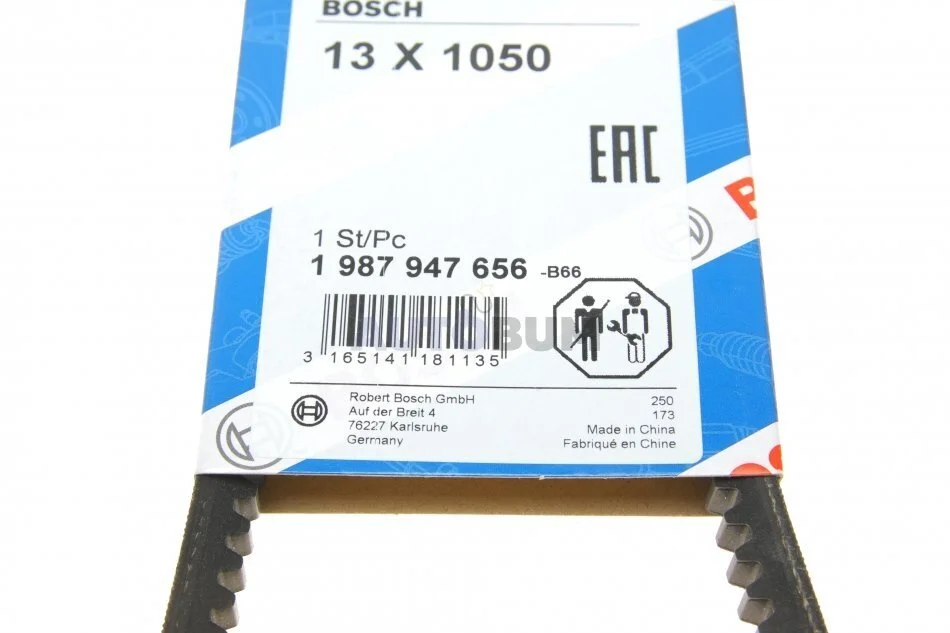 BOSCH
13 X 1050
EAC
1 St/Pc
1 987 947 656 -B66
AUTOBUM
3 165141 181135
Robert Bosch GmbH
Auf der Breit 4
76227 Karlsruhe
Germany
250
173
Made in China
Fabriqué en Chine